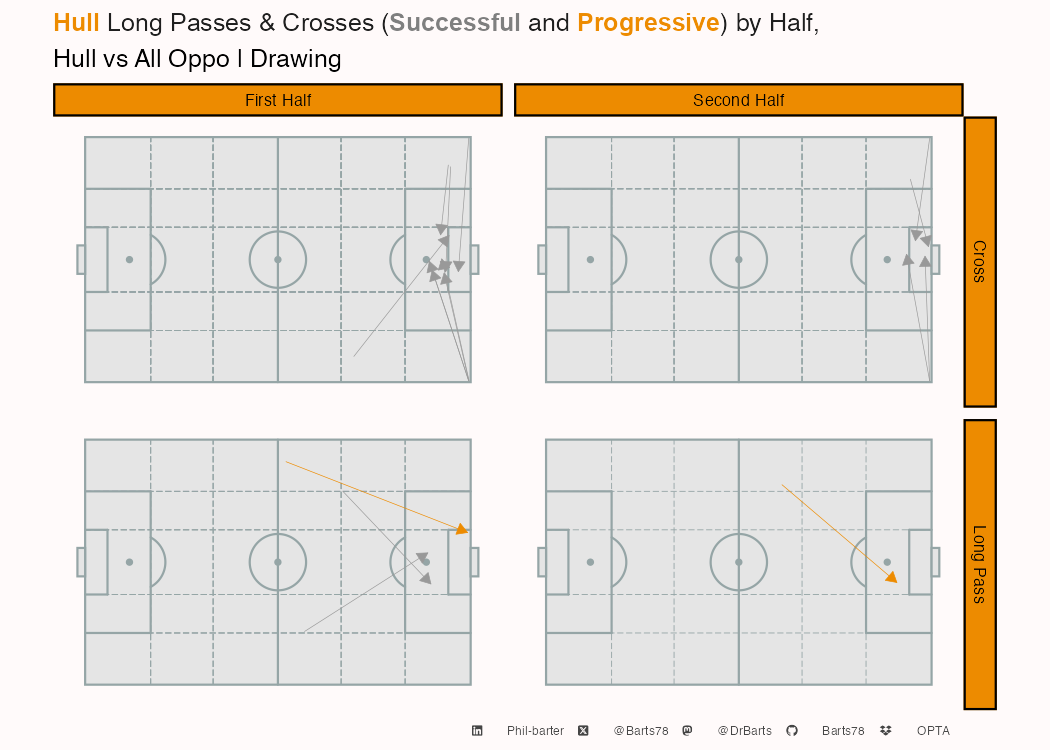 Hull Long Passes & Crosses (Successful and Progressive) by Half,
Hull vs All Oppo | Drawing
First Half
Second Half
Cross
Long Pass
Phil-barter @Barts78 @DrBarts Barts78 OPTA